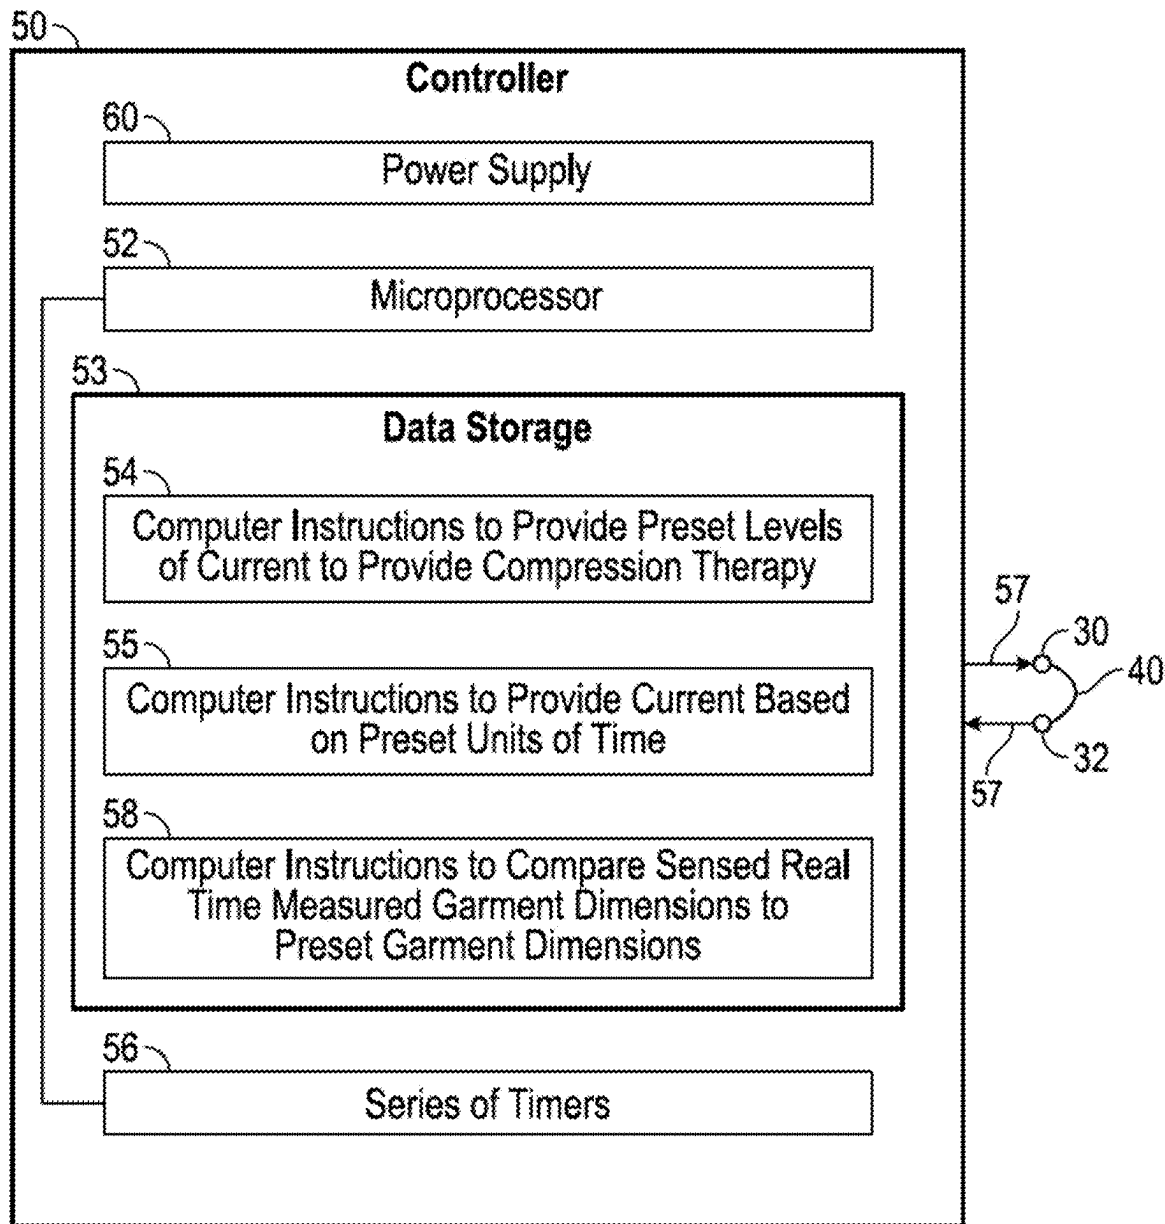 50
Controller
60
Power Supply
52
Microprocessor
53
Data Storage
54
Computer Instructions to Provide Preset Levels
of Current to Provide Compression Therapy
55
Computer Instructions to Provide Current Based
on Preset Units of Time
58
Computer Instructions to Compare Sensed Real
Time Measured Garment Dimensions to
Preset Garment Dimensions
56
Series of Timers
57
30
40
32
57